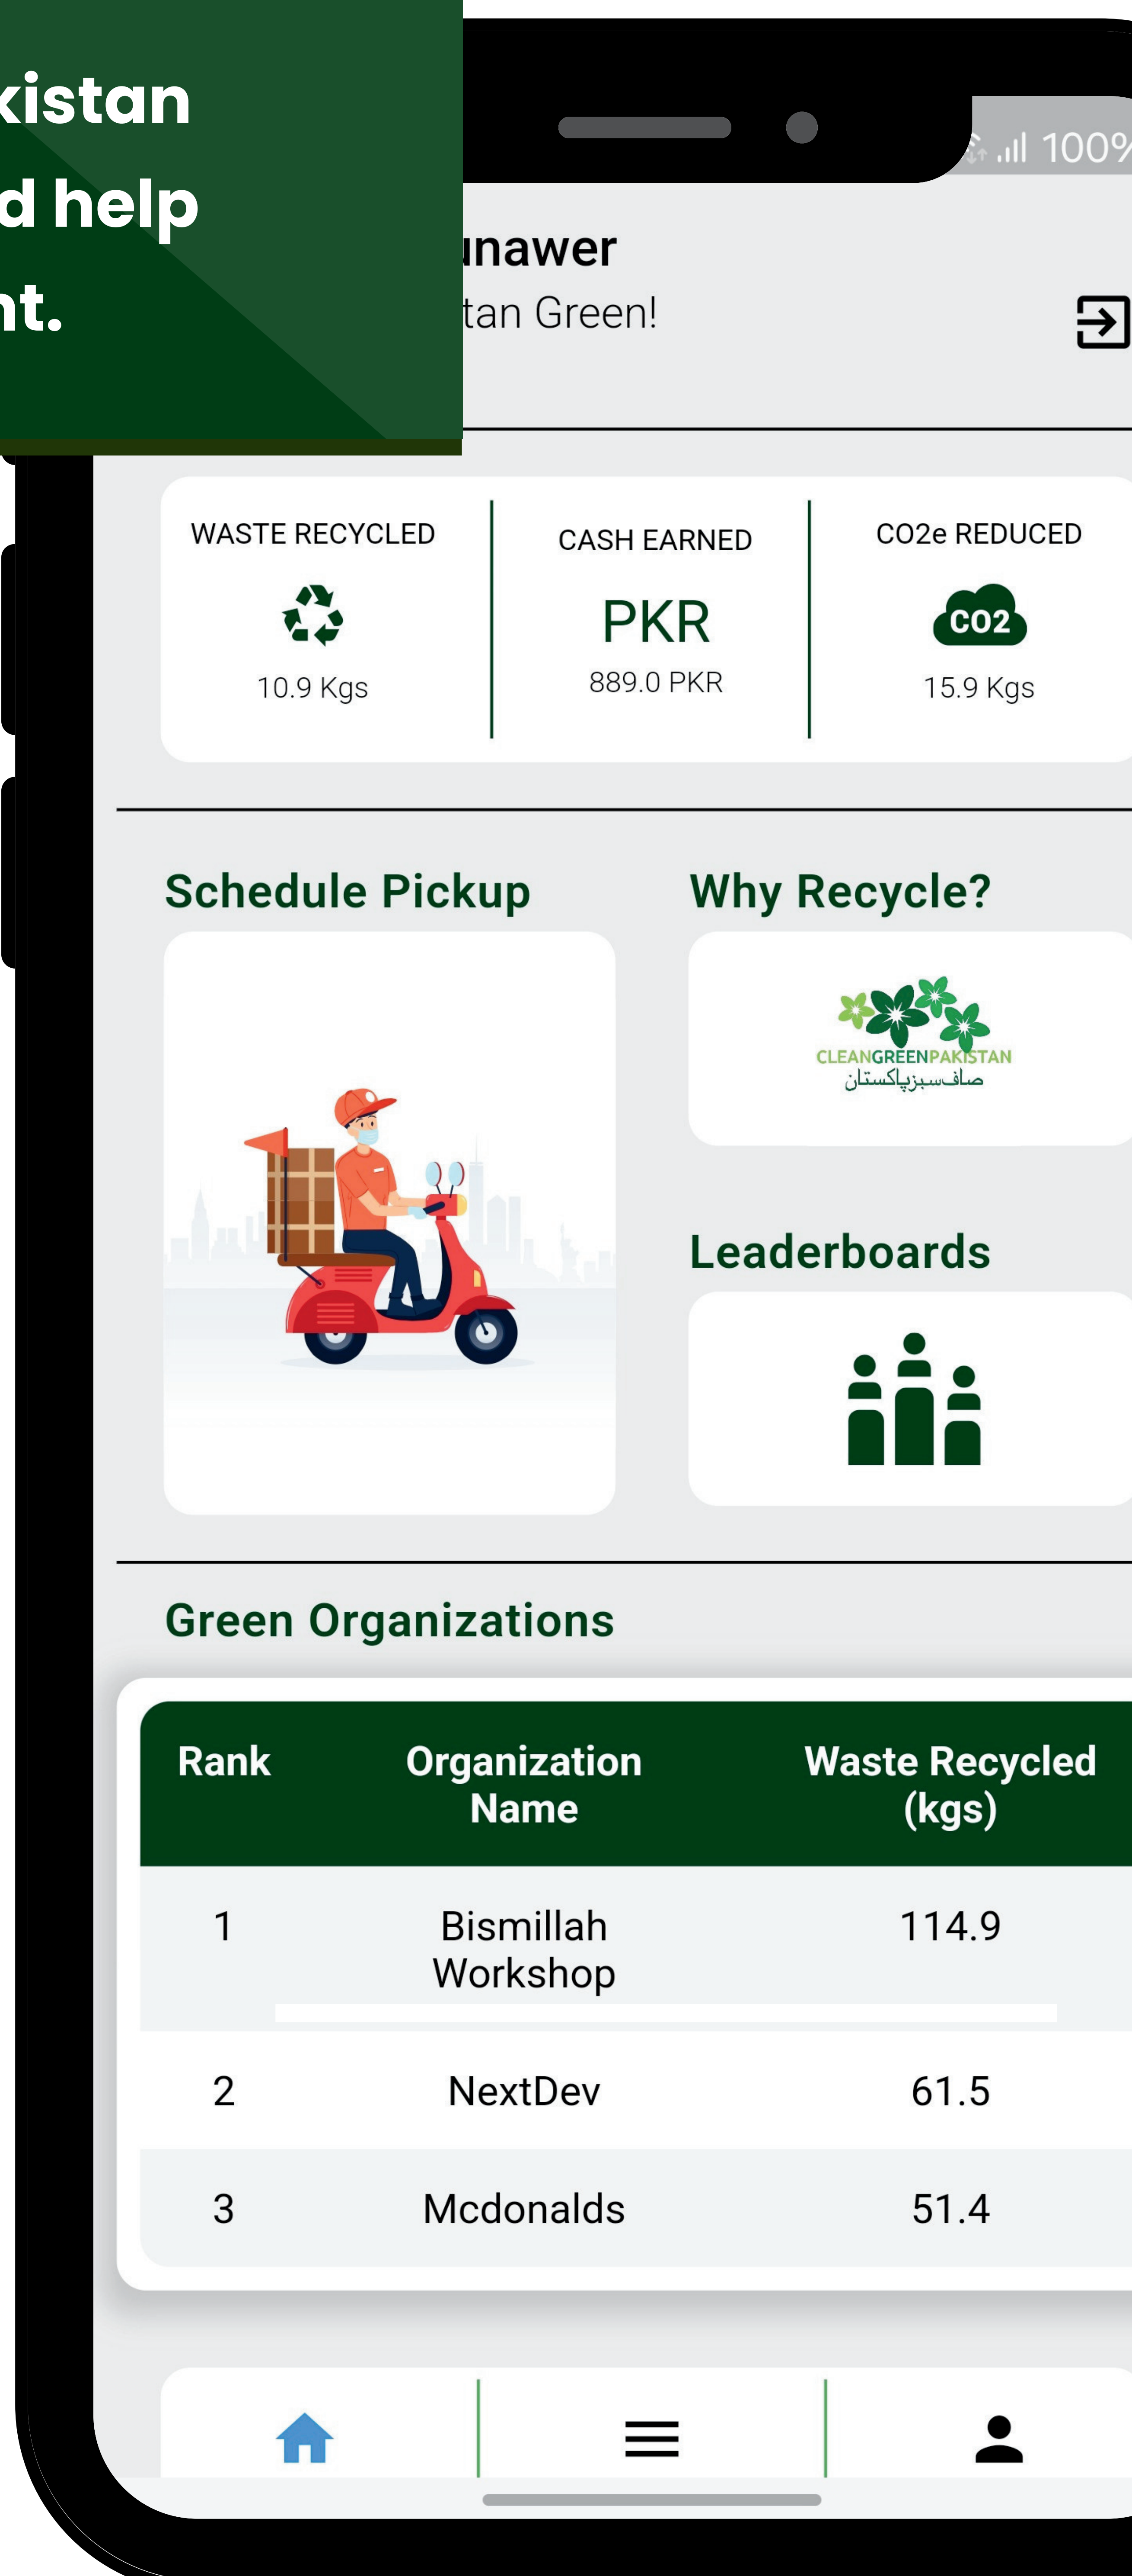 kistan
d help
nt.
100%
unawer
tan Green!
WASTE RECYCLED
CASH EARNED
CO2e REDUCED
PKR
CO2
10.9 Kgs
889.0 PKR
15.9 Kgs
Schedule Pickup
Why Recycle?
CLEANGREENPAKISTAN
صاف سبز پاکستان
Leaderboards
Green Organizations
Rank
Organization
Name
Waste Recycled
(kgs)
1
Bismillah
Workshop
114.9
2
NextDev
61.5
3
Mcdonalds
51.4